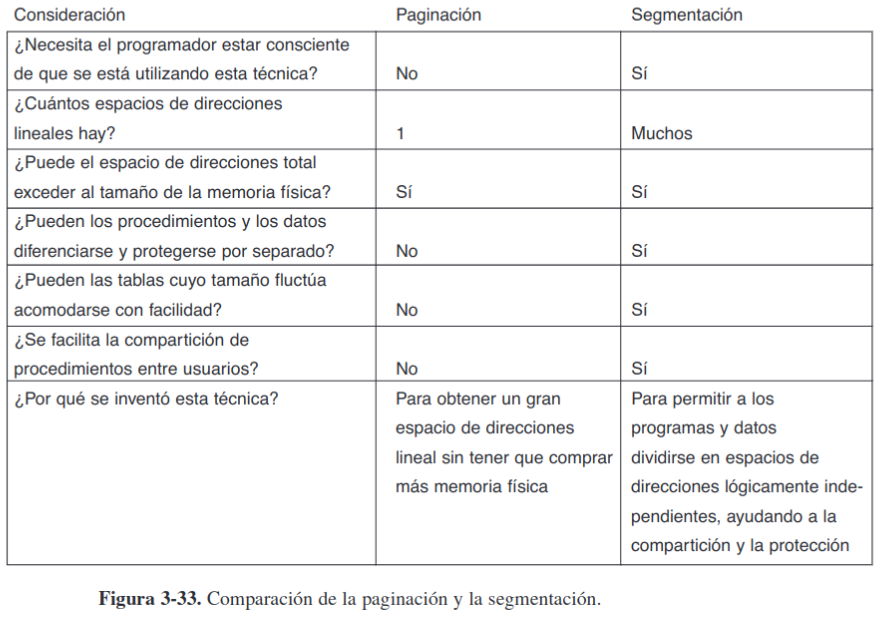 Consideración Paginación Segmentación
¿Necesita el programador estar consciente
de que se está utilizando esta técnica? No Sí
¿Cuántos espacios de direcciones
lineales hay? 1 Muchos
¿Puede el espacio de direcciones total
exceder al tamaño de la memoria física? Sí Sí
¿Pueden los procedimientos y los datos
diferenciarse y protegerse por separado? No Sí
¿Pueden las tablas cuyo tamaño fluctúa
acomodarse con facilidad? No Sí
¿Se facilita la compartición de
procedimientos entre usuarios? No Sí
¿Por qué se inventó esta técnica? Para obtener un gran Para permitir a los
espacio de direcciones programas y datos
lineal sin tener que comprar dividirse en espacios de
más memoria física direcciones lógicamente inde-
pendientes, ayudando a la
compartición y la protección
Figura 3-33. Comparación de la paginación y la segmentación.